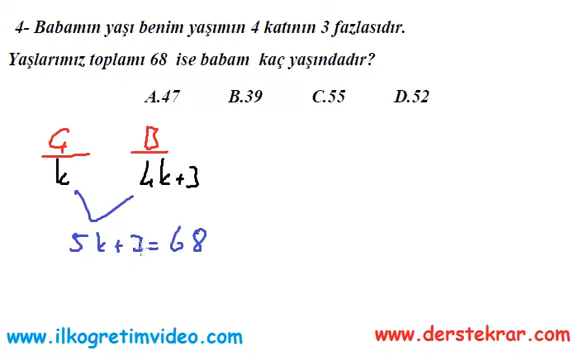 4- Babamın yaşı benim yaşımın 4 katının 3 fazlasıdır.
Yaşlarımız toplamı 68 ise babam kaç yaşındadır?
A.47 B.39 C.55 D.52
Ç B
k 4k+3
5k+3=68
www.ilkogretimvideo.com www.derstekrar.com